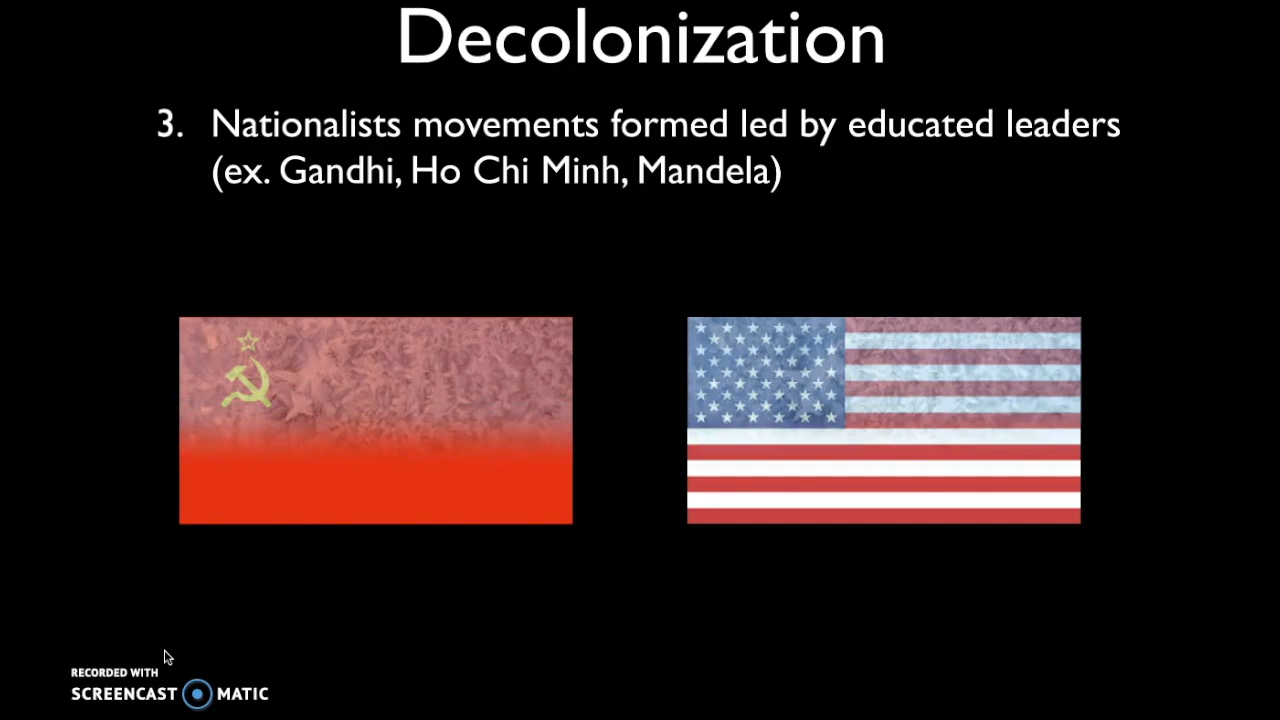 Decolonization
3. Nationalists movements formed led by educated leaders
(ex. Gandhi, Ho Chi Minh, Mandela)
RECORDED WITH
SCREENCAST MATIC